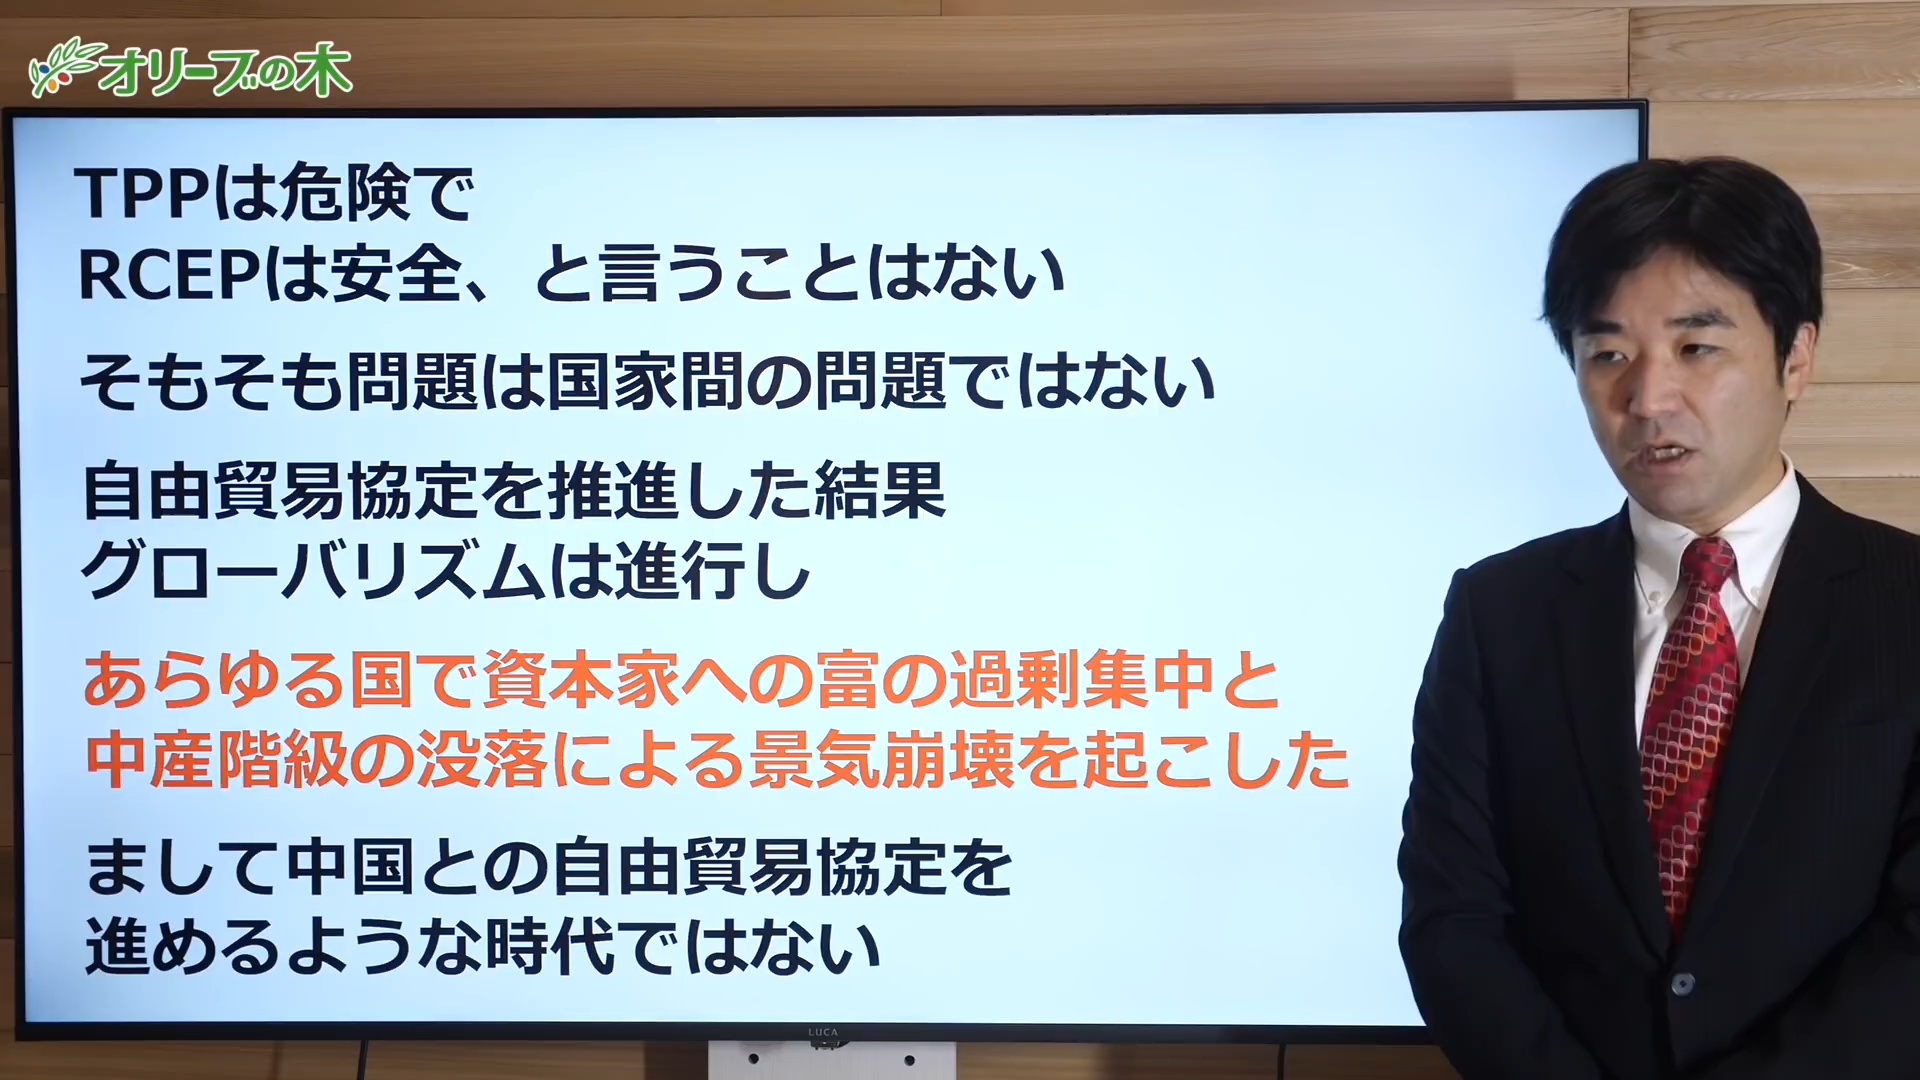 オリーブの木
TPPは危険で
RCEPは安全、と言うことはない
そもそも問題は国家間の問題ではない
自由貿易協定を推進した結果
グローバリズムは進行し
あらゆる国で資本家への富の過剰集中と
中産階級の没落による景気崩壊を起こした
まして中国との自由貿易協定を
進めるような時代ではない
LUCA